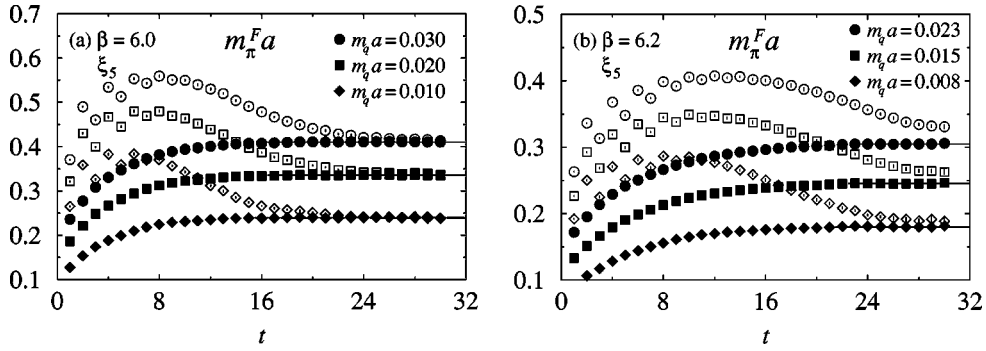 (a) β = 6.0
ξ₅
m_π^F a
● m_q a = 0.030
■ m_q a = 0.020
◆ m_q a = 0.010
0.7
0.6
0.5
0.4
0.3
0.2
0.1
0 8 16 24 32
t
(b) β = 6.2
ξ₅
m_π^F a
● m_q a = 0.023
■ m_q a = 0.015
◆ m_q a = 0.008
0.5
0.4
0.3
0.2
0.1
0 8 16 24 32
t